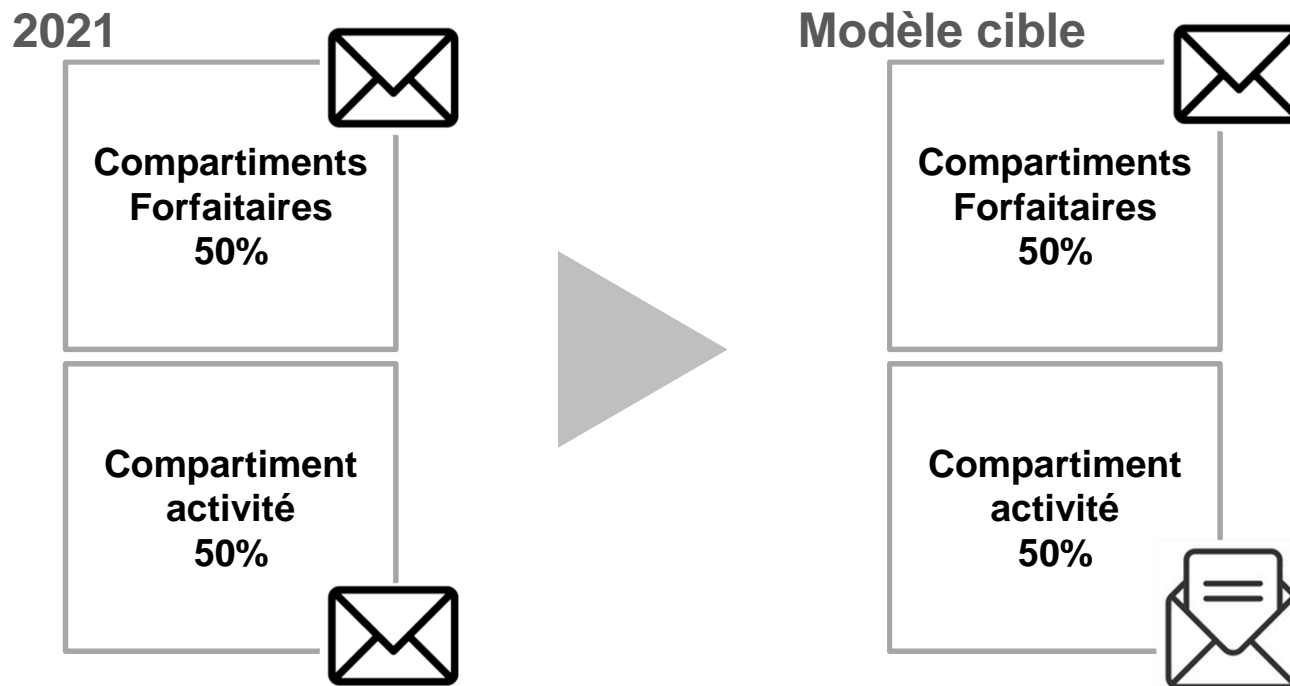 2021
Modèle cible
Compartiments
Forfaitaires
50%
Compartiments
Forfaitaires
50%
Compartiment
activité
50%
Compartiment
activité
50%